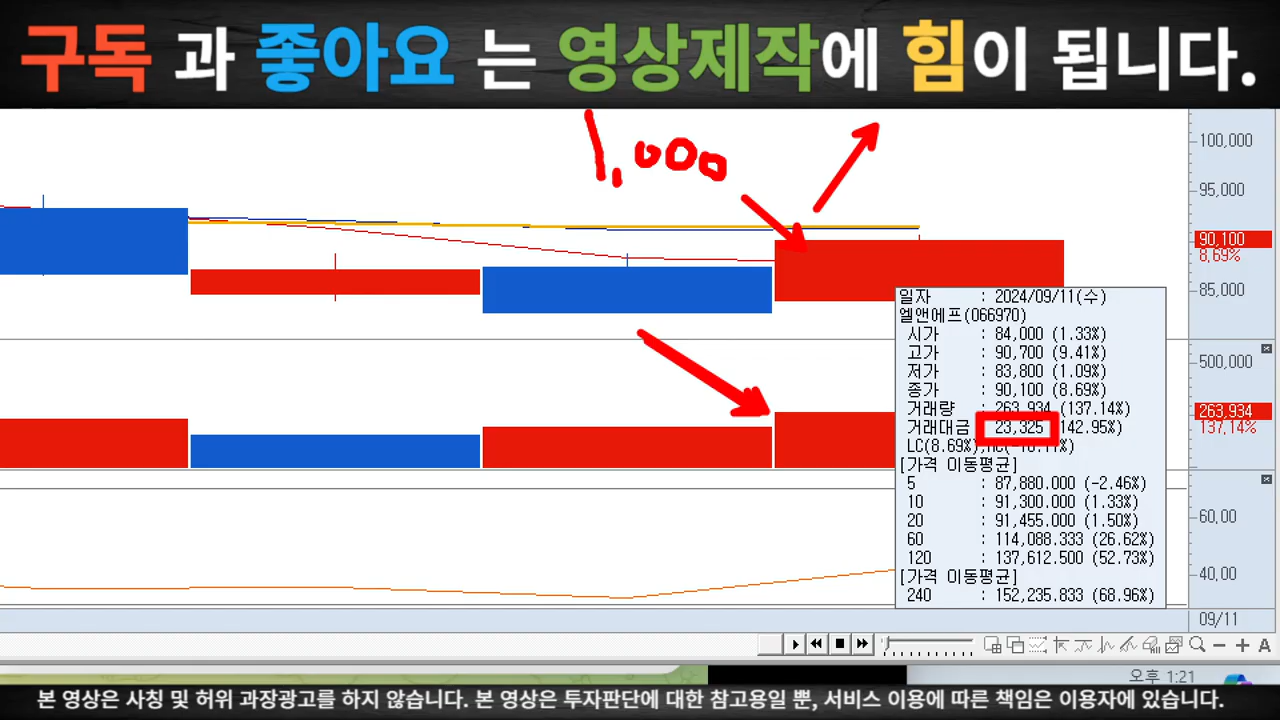 구독 과 좋아요 는 영상제작에 힘이 됩니다.
1,000
100,000
95,000
90,100
8,69%
85,000
일자 : 2024/09/11(수)
엘앤에프(066970)
시가 : 84,000 (1.33%)
고가 : 90,700 (9.41%)
저가 : 83,800 (1.09%)
종가 : 90,100 (8.69%)
거래량 : 263,934 (137.14%)
거래대금 23,325 (142.95%)
LC(8.69%),
[가격 이동평균]
5 : 87,880.000 (-2.46%)
10 : 91,300.000 (1.33%)
20 : 91,455.000 (1.50%)
60 : 114,088.333 (26.62%)
120 : 137,612.500 (52.73%)
[가격 이동평균]
240 : 152,235.833 (68.96%)
500,000
263,934
137,14%
60,00
40,00
09/11
A
오후 1:21
본 영상은 사칭 및 허위 과장광고를 하지 않습니다. 본 영상은 투자판단에 대한 참고용일 뿐, 서비스 이용에 따른 책임은 이용자에 있습니다.